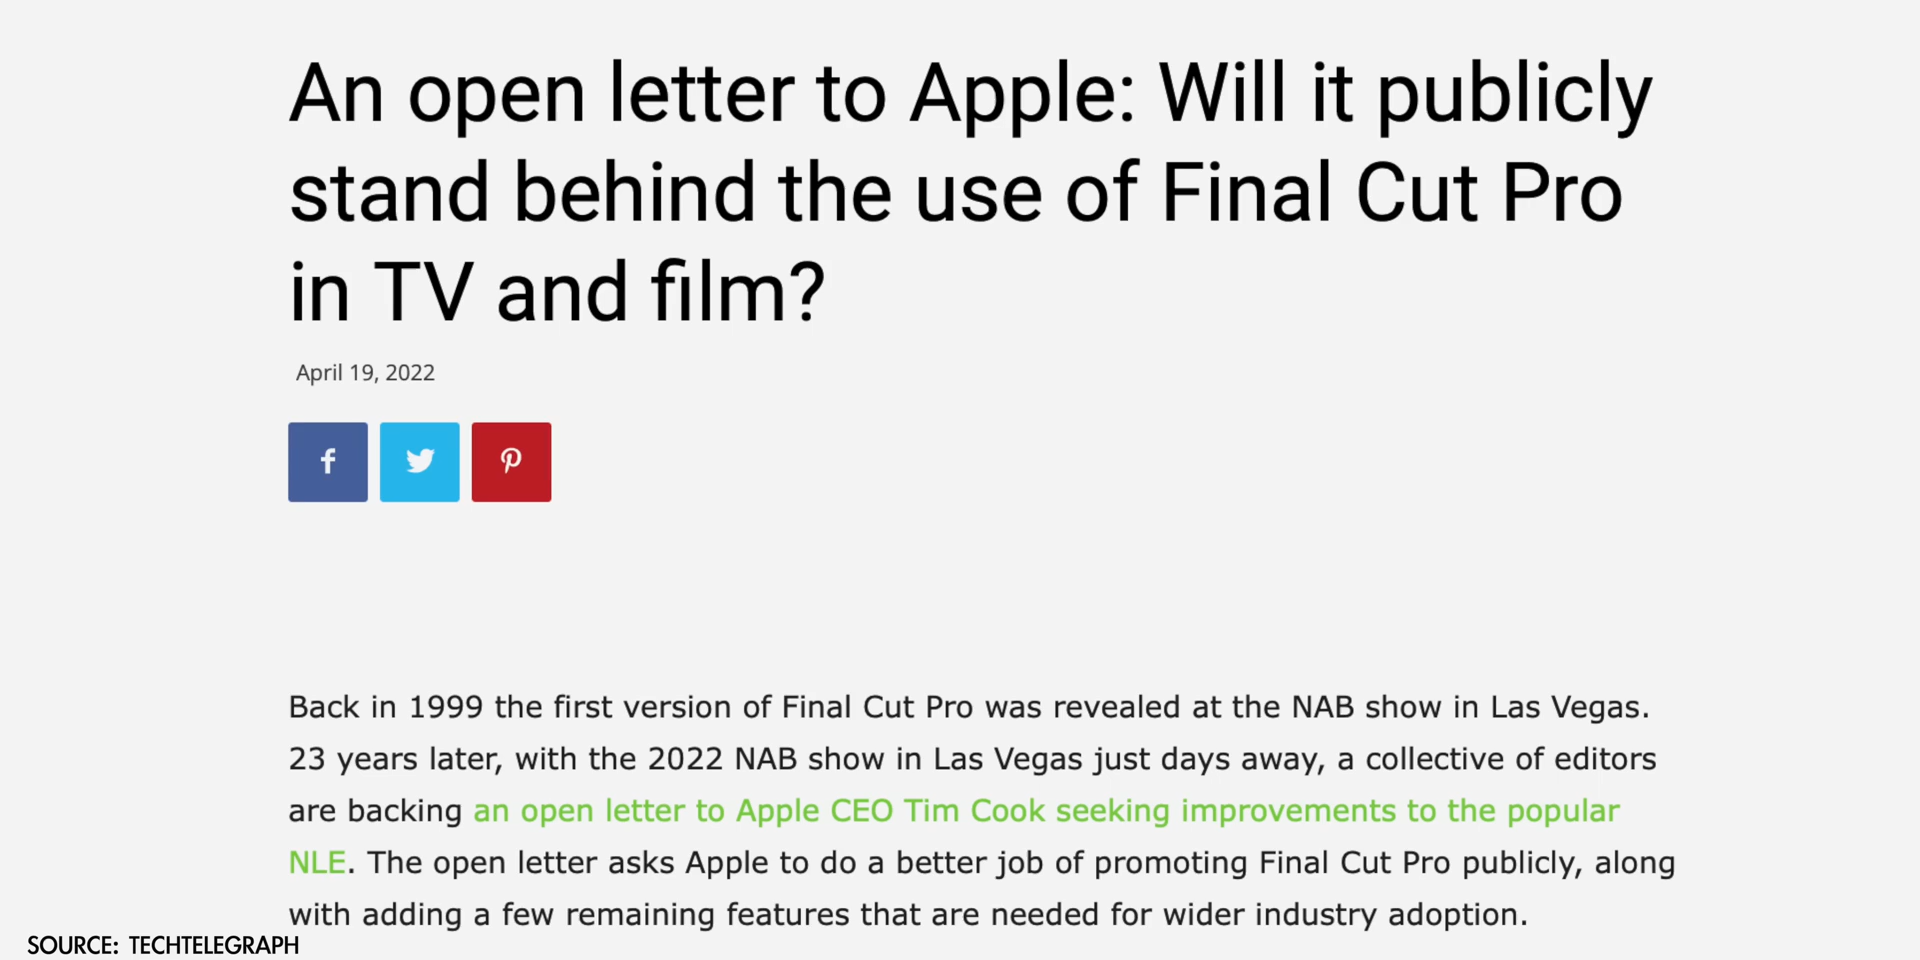 An open letter to Apple: Will it publicly
stand behind the use of Final Cut Pro
in TV and film?
April 19, 2022
Back in 1999 the first version of Final Cut Pro was revealed at the NAB show in Las Vegas.
23 years later, with the 2022 NAB show in Las Vegas just days away, a collective of editors
are backing an open letter to Apple CEO Tim Cook seeking improvements to the popular
NLE. The open letter asks Apple to do a better job of promoting Final Cut Pro publicly, along
with adding a few remaining features that are needed for wider industry adoption.
SOURCE: TECHTELEGRAPH